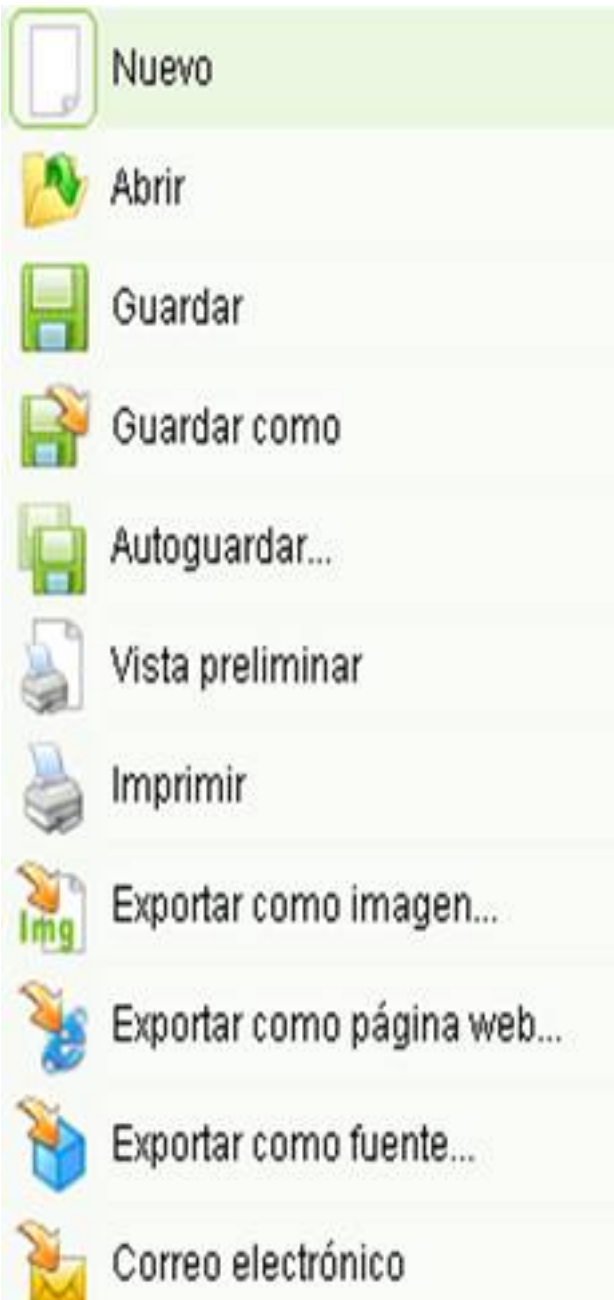 Nuevo
Abrir
Guardar
Guardar como
Autoguardar...
Vista preliminar
Imprimir
Img
Exportar como imagen...
Exportar como página web...
Exportar como fuente...
Correo electrónico